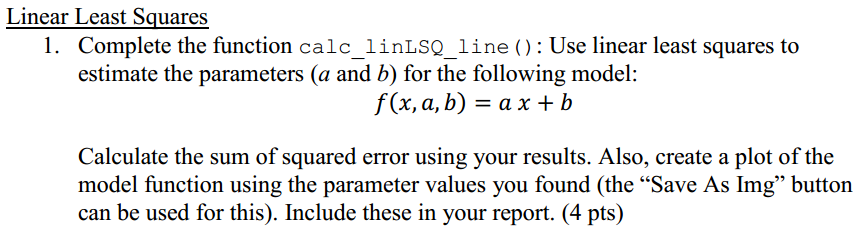 Linear Least Squares
1. Complete the function calc_linLSQ_line(): Use linear least squares to
estimate the parameters (a and b) for the following model:
f(x, a, b) = a x + b
Calculate the sum of squared error using your results. Also, create a plot of the
model function using the parameter values you found (the “Save As Img” button
can be used for this). Include these in your report. (4 pts)